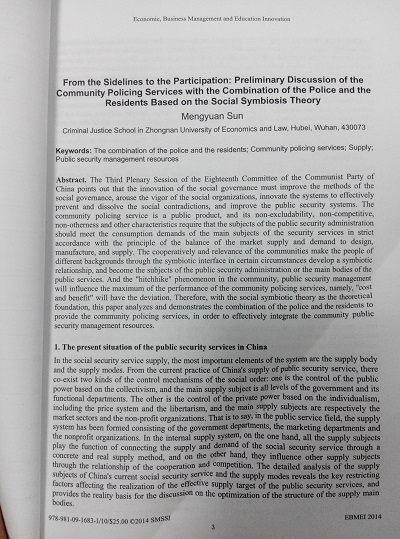 Economic, Business Management and Education Innovation
From the Sidelines to the Participation: Preliminary Discussion of the
Community Policing Services with the Combination of the Police and the
Residents Based on the Social Symbiosis Theory
Mengyuan Sun
Criminal Justice School in Zhongnan University of Economics and Law, Hubei, Wuhan, 430073
Keywords: The combination of the police and the residents; Community policing services; Supply;
Public security management resources
Abstract. The Third Plenary Session of the Eighteenth Committee of the Communist Party of
China points out that the innovation of the social governance must improve the methods of the
social governance, arouse the vigor of the social organizations, innovate the systems to effectively
prevent and dissolve the social contradictions, and improve the public security systems. The
community policing service is a public product, and its non-excludability, non-competitive,
non-otherness and other characteristics require that the subjects of the public security administration
should meet the consumption demands of the main subjects of the security services in strict
accordance with the principle of the balance of the market supply and demand to design,
manufacture, and supply. The cooperatively and relevance of the communities make the people of
different backgrounds through the symbiotic interface in certain circumstances develop a symbiotic
relationship, and become the subjects of the public security administration or the main bodies of the
public services. And the "hitchhike" phenomenon in the community, public security management
will influence the maximum of the performance of the community policing services, namely, "cost
and benefit" will have the deviation. Therefore, with the social symbiotic theory as the theoretical
foundation, this paper analyzes and demonstrates the combination of the police and the residents to
provide the community policing services, in order to effectively integrate the community public
security management resources.
1. The present situation of the public security services in China
In the social security service supply, the most important elements of the system are the supply body
and the supply modes. From the current practice of China's supply of public security service, there
co-exist two kinds of the control mechanisms of the social order: one is the control of the public
power based on the collectivism, and the main supply subject is all levels of the government and its
functional departments. The other is the control of the private power based on the individualism,
including the price system and the libertarism, and the main supply subjects are respectively the
market sectors and the non-profit organizations. That is to say, in the public service field, the supply
system has been formed consisting of the government departments, the marketing departments and
the nonprofit organizations. In the internal supply system, on the one hand, all the supply subjects
play the function of connecting the supply and demand of the social security service through a
concrete and real supply method, and on the other hand, they influence other supply subjects
through the relationship of the cooperation and competition. The detailed analysis of the supply
subjects of China's current social security service and the supply modes reveals the key restricting
factors affecting the realization of the effective supply target of the public security services, and
provides the reality basis for the discussion on the optimization of the structure of the supply main
bodies.
978-981-09-1683-1/10/$25.00 ©2014 SMSSI
EBMEI 2014
3